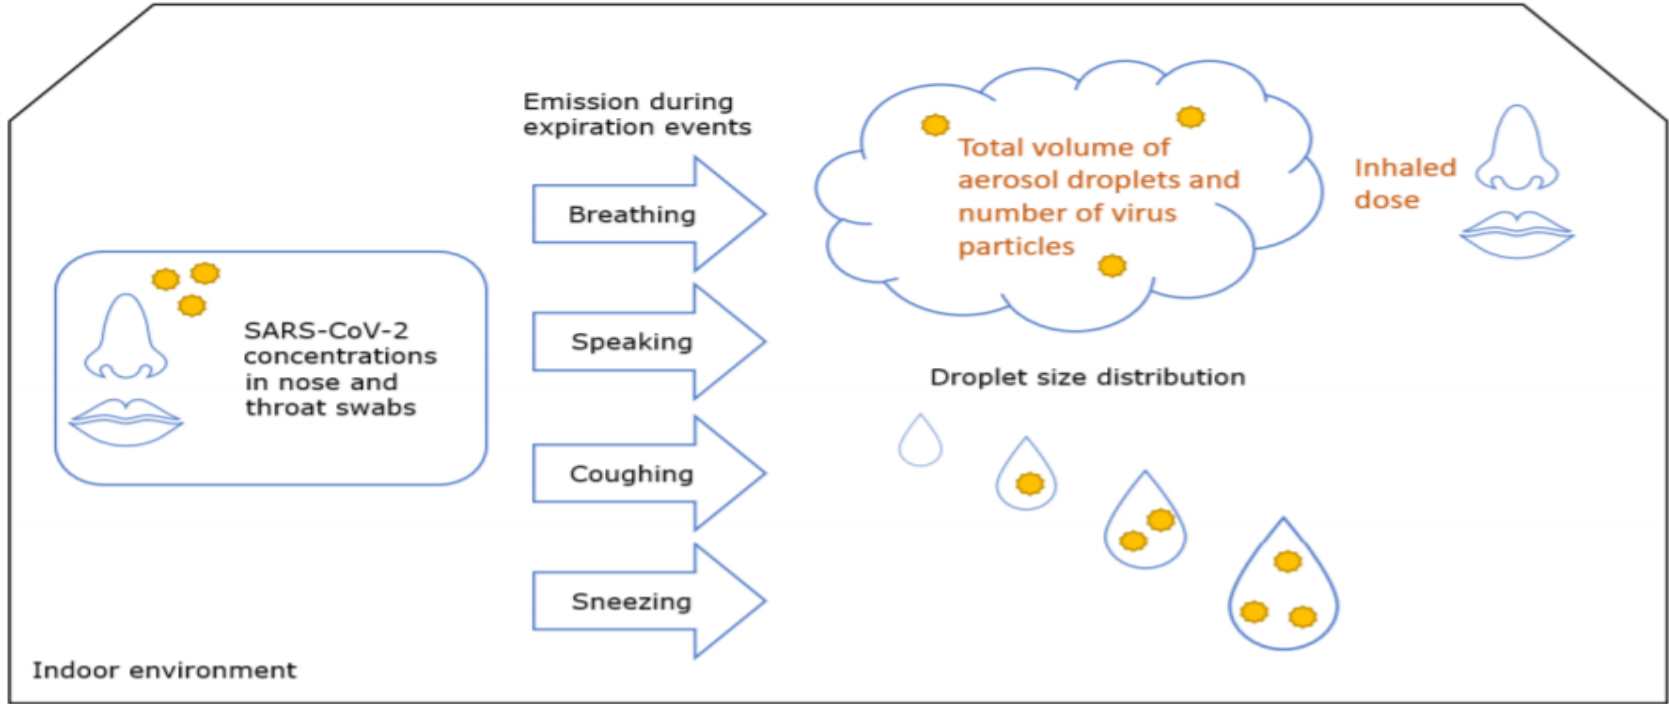 SARS-CoV-2
concentrations
in nose and
throat swabs
Emission during
expiration events
Breathing
Speaking
Coughing
Sneezing
Total volume of
aerosol droplets and
number of virus
particles
Inhaled
dose
Droplet size distribution
Indoor environment